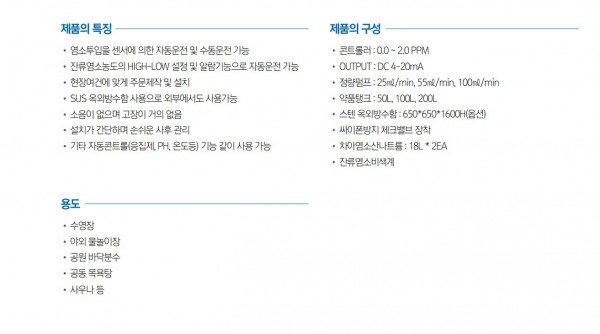 제품의 특징
• 염소투입을 센서에 의한 자동운전 및 수동운전 가능
• 잔류염소농도의 HIGH-LOW 설정 및 알람기능으로 자동운전 가능
• 현장여건에 맞게 주문제작 및 설치
• SUS 옥외방수함 사용으로 외부에서도 사용가능
• 소음이 없으며 고장이 거의 없음
• 설치가 간단하며 손쉬운 사후 관리
• 기타 자동컨트롤(응집제, PH, 온도등) 기능 같이 사용 가능
제품의 구성
• 콘트롤러 : 0.0 ~ 2.0 PPM
• OUTPUT : DC 4-20mA
• 정량펌프 : 25㎖/min, 55㎖/min, 100㎖/min
• 약품탱크 : 50L, 100L, 200L
• 스텐 옥외방수함 : 650*650*1600H(옵션)
• 싸이폰방지 체크밸브 장착
• 차아염소산나트륨 : 18L * 2EA
• 잔류염소비색계
용도
• 수영장
• 야외 물놀이장
• 공원 바닥분수
• 공동 목욕탕
• 사우나 등